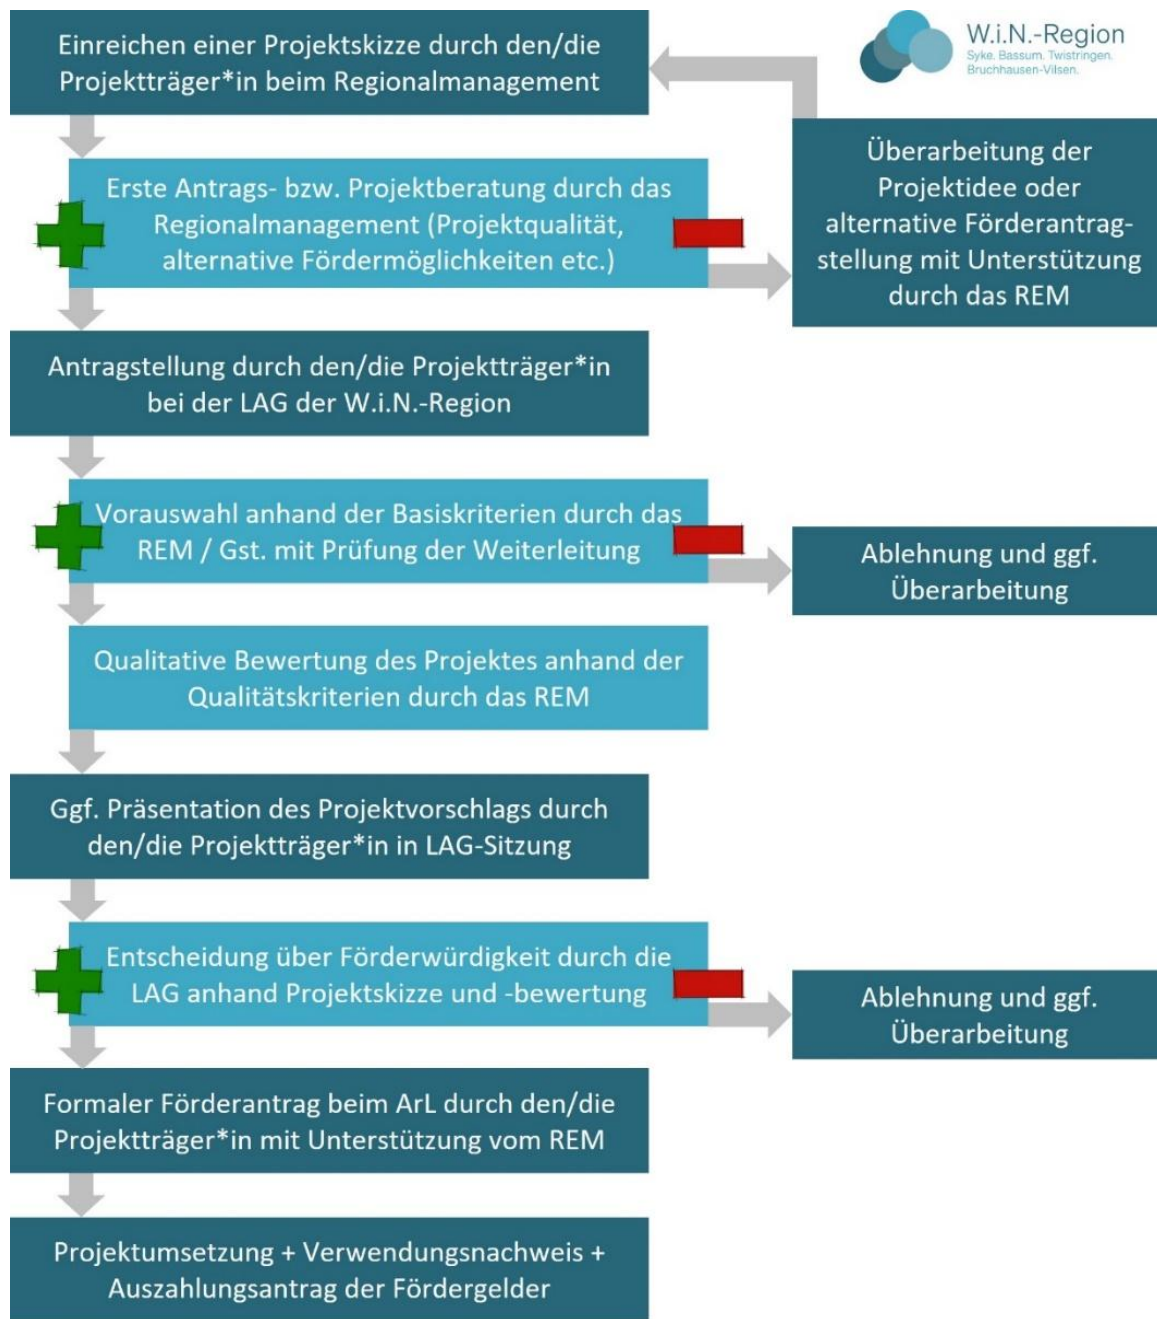 Einreichen einer Projektskizze durch den/die
Projektträger*in beim Regionalmanagement
W.i.N.-Region
Syke. Bassum. Twistringen.
Bruchhausen-Vilsen.
Erste Antrags- bzw. Projektberatung durch das
Regionalmanagement (Projektqualität,
alternative Fördermöglichkeiten etc.)
Überarbeitung der
Projektidee oder
alternative Förderantrag-
stellung mit Unterstützung
durch das REM
Antragstellung durch den/die Projektträger*in
bei der LAG der W.i.N.-Region
Vorauswahl anhand der Basiskriterien durch das
REM / Gst. mit Prüfung der Weiterleitung
Ablehnung und ggf.
Überarbeitung
Qualitative Bewertung des Projektes anhand der
Qualitätskriterien durch das REM
Ggf. Präsentation des Projektvorschlags durch
den/die Projektträger*in in LAG-Sitzung
Entscheidung über Förderwürdigkeit durch die
LAG anhand Projektskizze und -bewertung
Ablehnung und ggf.
Überarbeitung
Formaler Förderantrag beim ArL durch den/die
Projektträger*in mit Unterstützung vom REM
Projektumsetzung + Verwendungsnachweis +
Auszahlungsantrag der Fördergelder